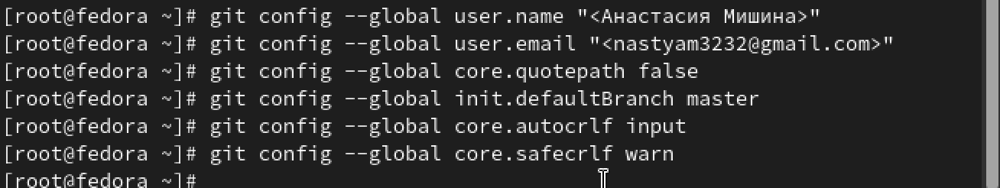 [root@fedora ~]# git config --global user.name "<Анастасия Мишина>"
[root@fedora ~]# git config --global user.email "<nastyam3232@gmail.com>"
[root@fedora ~]# git config --global core.quotepath false
[root@fedora ~]# git config --global init.defaultBranch master
[root@fedora ~]# git config --global core.autocrlf input
[root@fedora ~]# git config --global core.safecrlf warn
[root@fedora ~]#